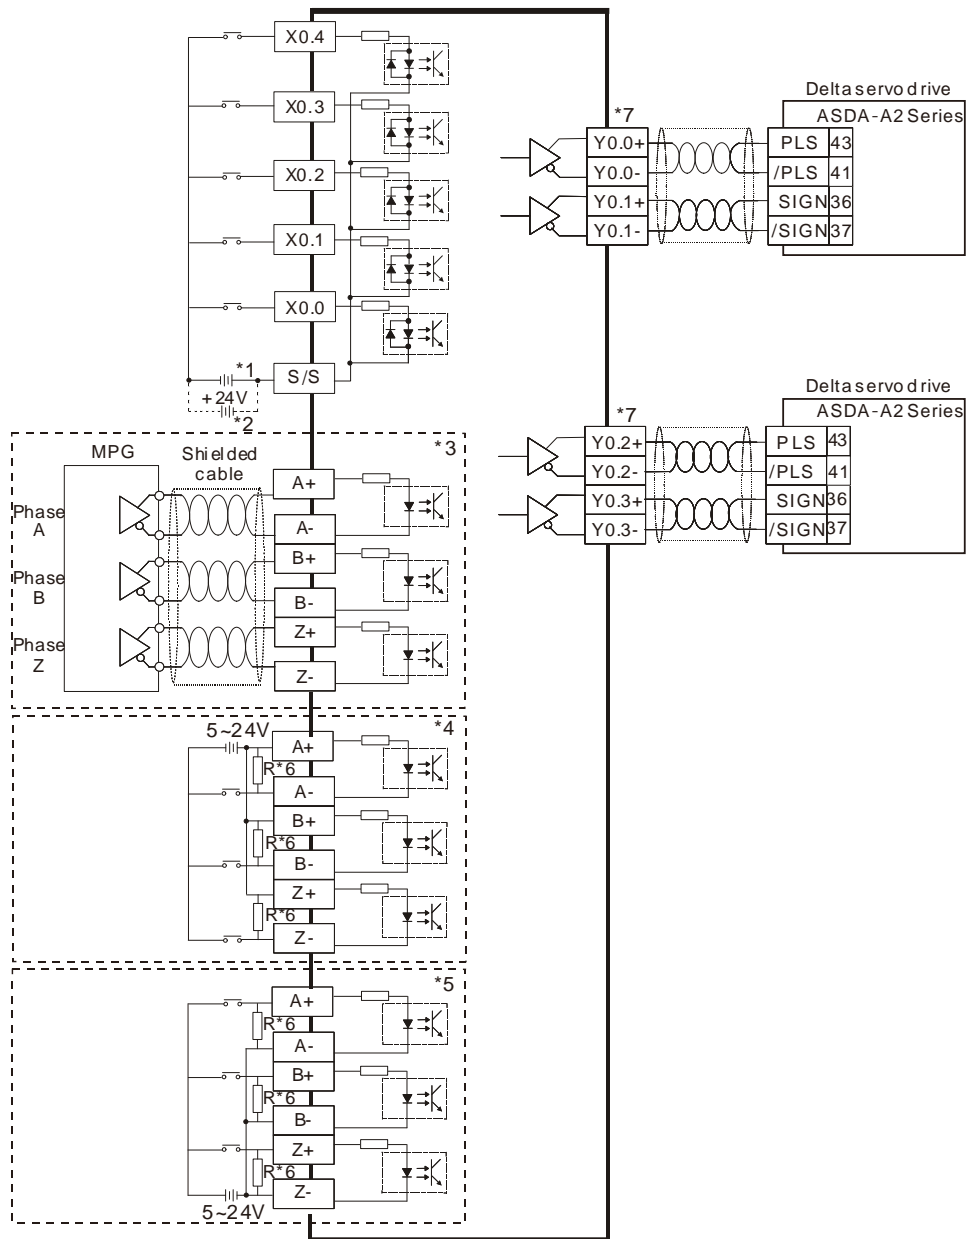 X0.4
X0.3
X0.2
X0.1
X0.0
*1
S/S
+24V
*2
*7
Y0.0+
Y0.0-
Y0.1+
Y0.1-
Delta servo drive
ASDA-A2 Series
PLS 43
/PLS 41
SIGN 36
/SIGN 37
*7
Y0.2+
Y0.2-
Y0.3+
Y0.3-
Delta servo drive
ASDA-A2 Series
PLS 43
/PLS 41
SIGN 36
/SIGN 37
*3
MPG
Shielded
cable
Phase
A
Phase
B
Phase
Z
A+
A-
B+
B-
Z+
Z-
*4
5~24V
A+
R*6
A-
B+
R*6
B-
Z+
R*6
Z-
*5
A+
R*6
A-
B+
R*6
B-
Z+
R*6
Z-
5~24V